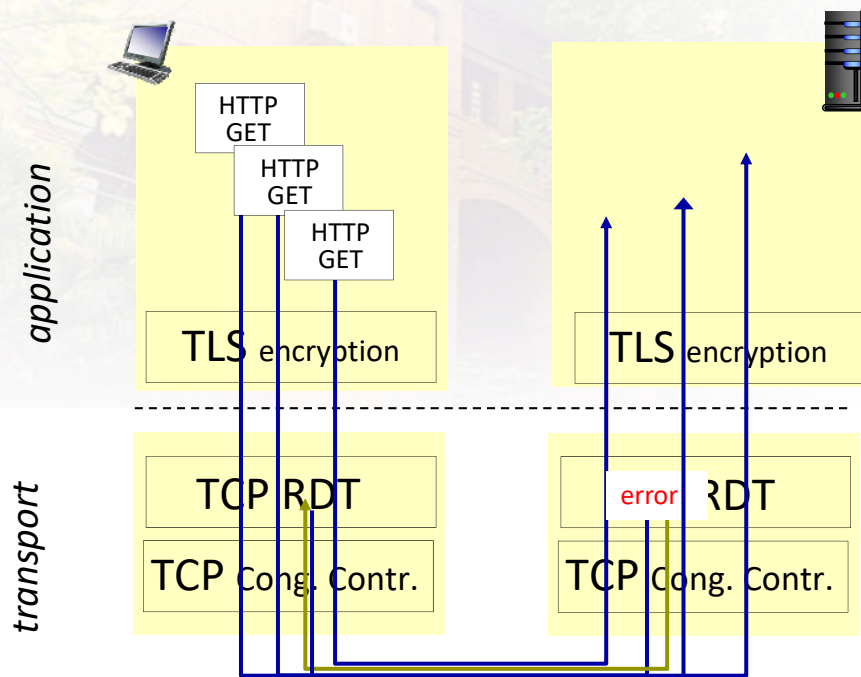 application
HTTP
GET
HTTP
GET
HTTP
GET
TLS encryption
TLS encryption
transport
TCP RDT
error RDT
TCP Cong. Contr.
TCP Cong. Contr.